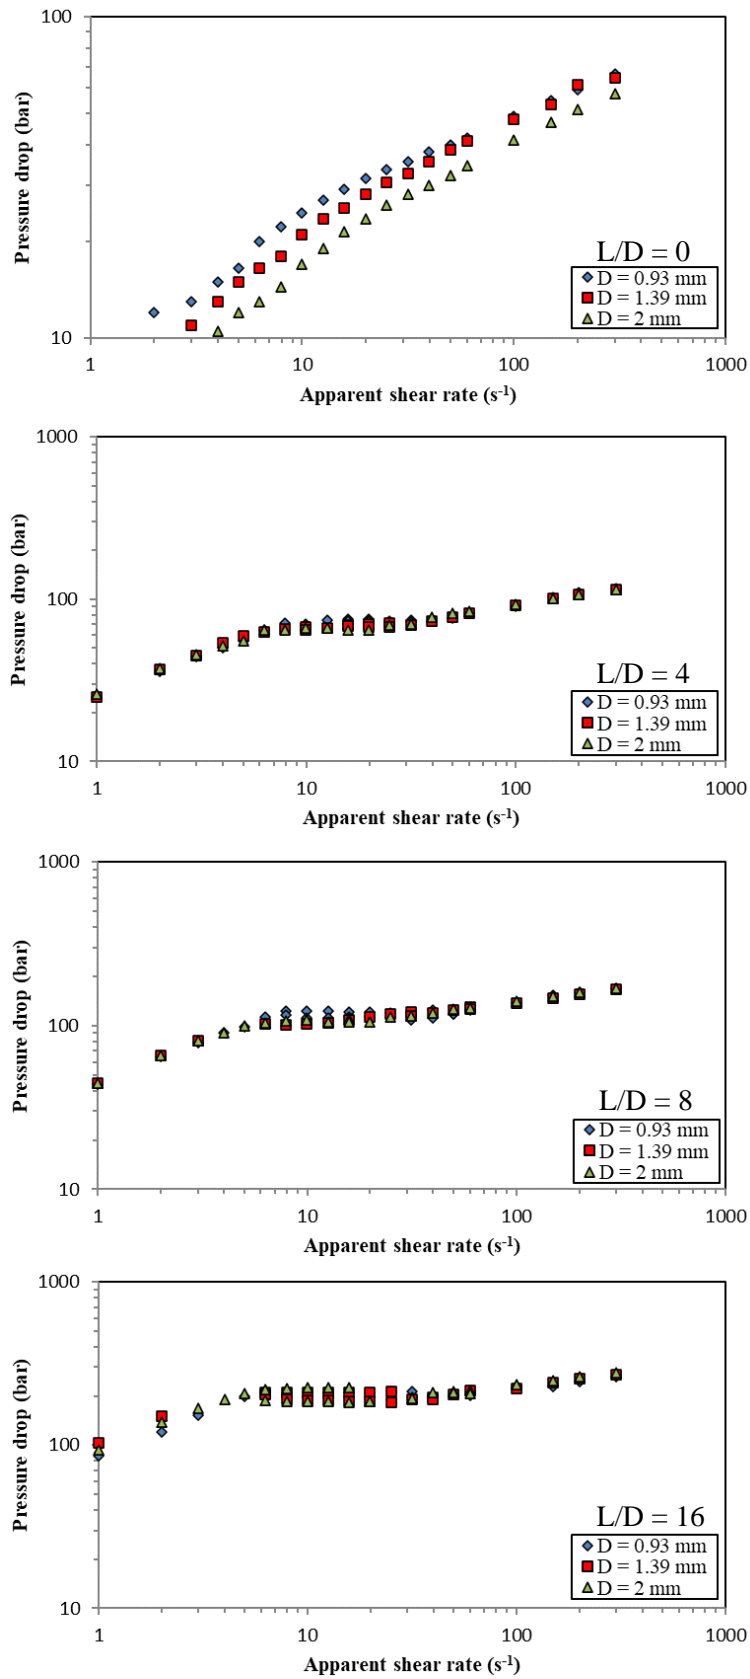 100
Pressure drop (bar)
L/D = 0
D = 0.93 mm
D = 1.39 mm
D = 2 mm
10
1 10 100 1000
Apparent shear rate (s⁻¹)
1000
Pressure drop (bar)
100
L/D = 4
D = 0.93 mm
D = 1.39 mm
D = 2 mm
10
1 10 100 1000
Apparent shear rate (s⁻¹)
1000
Pressure drop (bar)
100
L/D = 8
D = 0.93 mm
D = 1.39 mm
D = 2 mm
10
1 10 100 1000
Apparent shear rate (s⁻¹)
1000
Pressure drop (bar)
100
L/D = 16
D = 0.93 mm
D = 1.39 mm
D = 2 mm
10
1 10 100 1000
Apparent shear rate (s⁻¹)